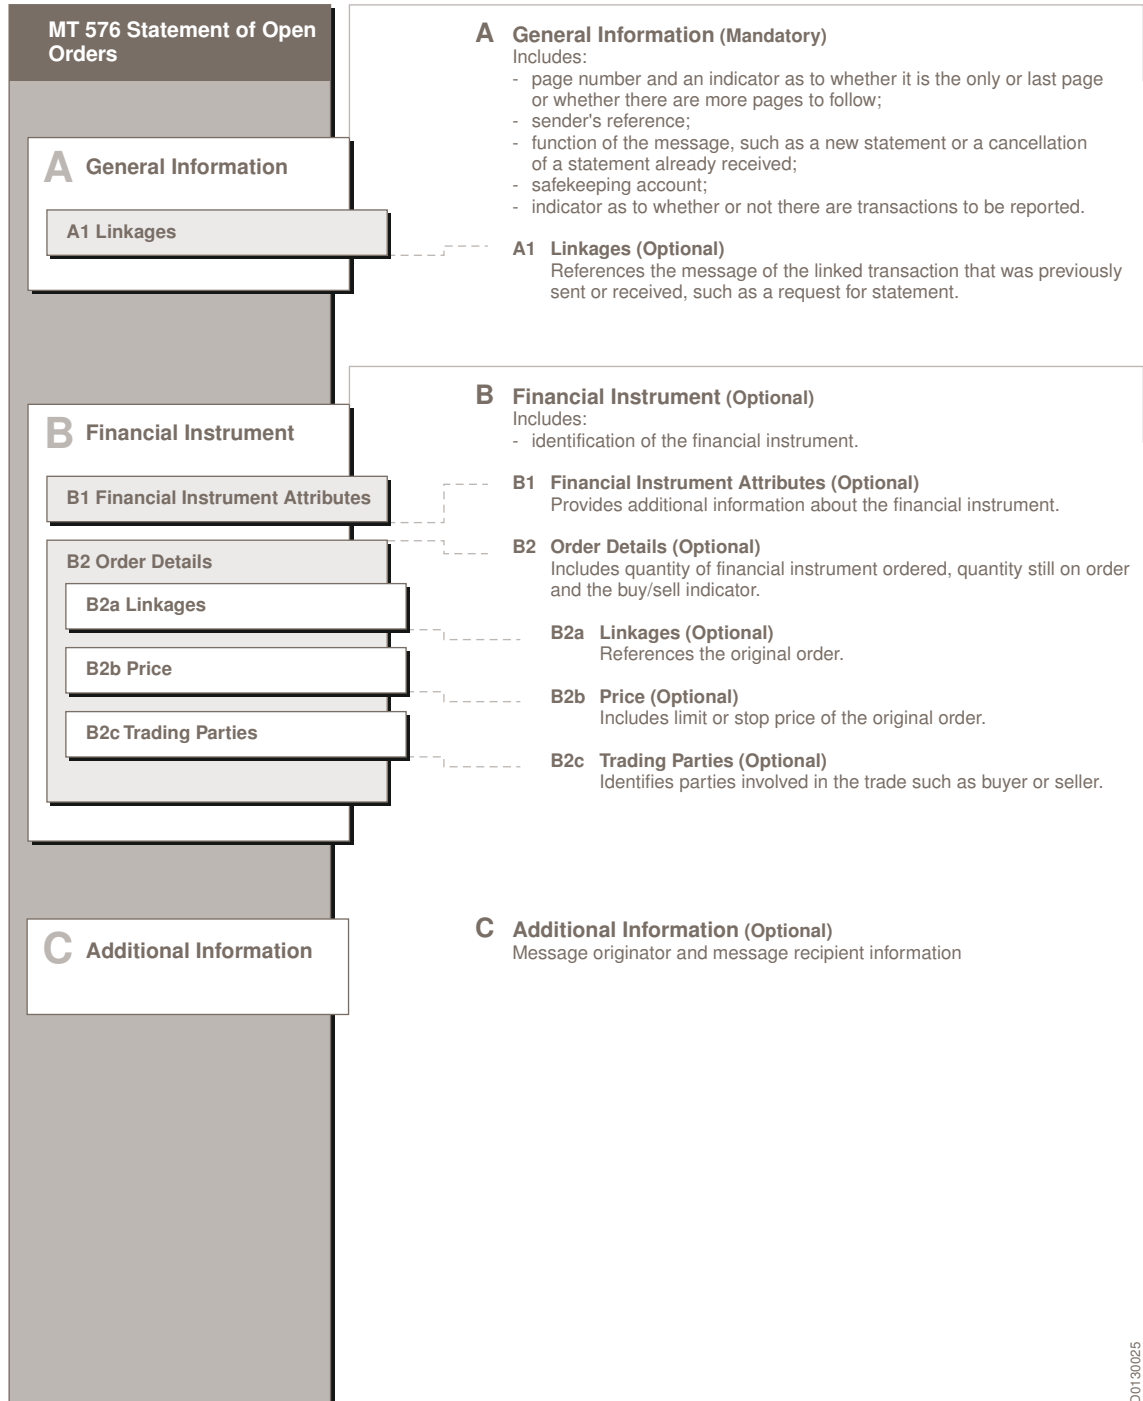 MT 576 Statement of Open
Orders
A General Information
A1 Linkages
B Financial Instrument
B1 Financial Instrument Attributes
B2 Order Details
B2a Linkages
B2b Price
B2c Trading Parties
C Additional Information
A General Information (Mandatory)
Includes:
- page number and an indicator as to whether it is the only or last page
or whether there are more pages to follow;
- sender's reference;
- function of the message, such as a new statement or a cancellation
of a statement already received;
- safekeeping account;
- indicator as to whether or not there are transactions to be reported.
A1 Linkages (Optional)
References the message of the linked transaction that was previously
sent or received, such as a request for statement.
B Financial Instrument (Optional)
Includes:
- identification of the financial instrument.
B1 Financial Instrument Attributes (Optional)
Provides additional information about the financial instrument.
B2 Order Details (Optional)
Includes quantity of financial instrument ordered, quantity still on order
and the buy/sell indicator.
B2a Linkages (Optional)
References the original order.
B2b Price (Optional)
Includes limit or stop price of the original order.
B2c Trading Parties (Optional)
Identifies parties involved in the trade such as buyer or seller.
C Additional Information (Optional)
Message originator and message recipient information
D0130025